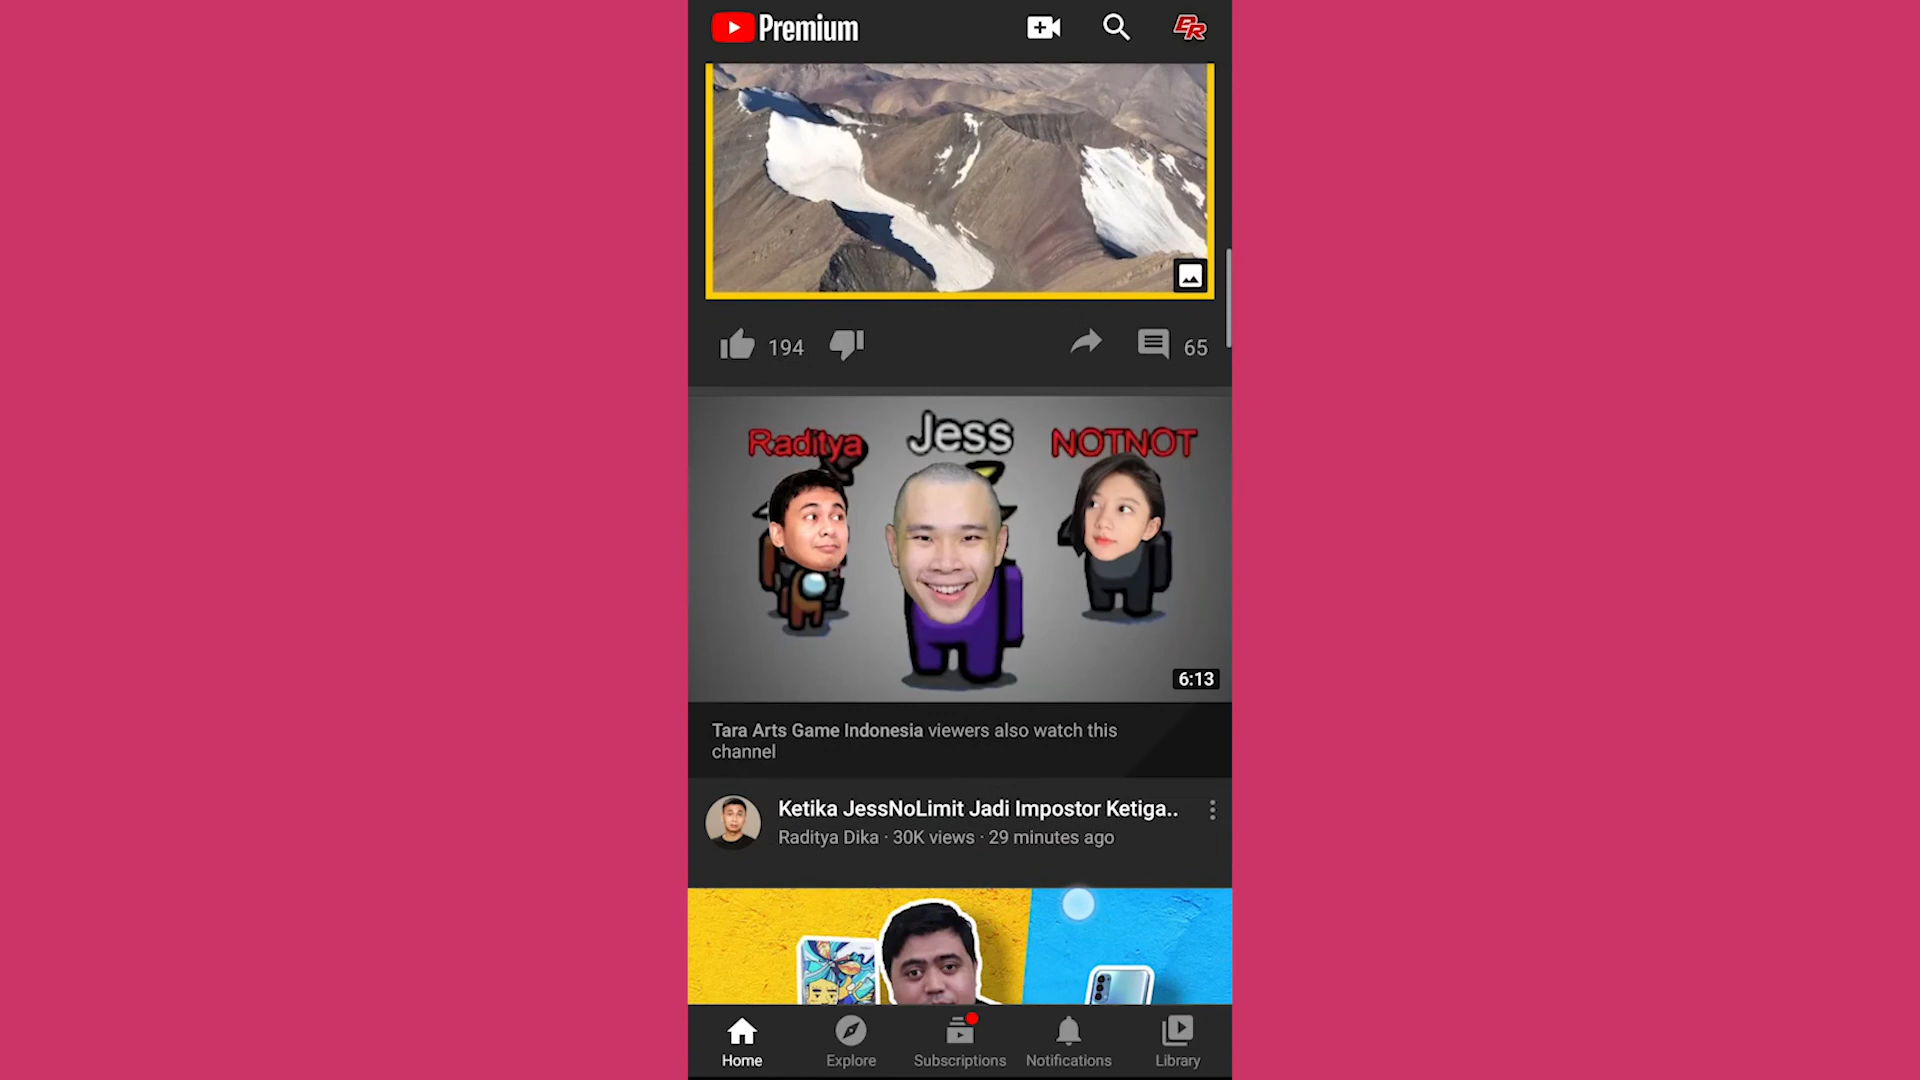 Premium
ER
194
65
Raditya
Jess
NOTNOT
6:13
Tara Arts Game Indonesia viewers also watch this
channel
Ketika JessNoLimit Jadi Impostor Ketiga..
Raditya Dika · 30K views · 29 minutes ago
Home
Explore
Subscriptions
Notifications
Library